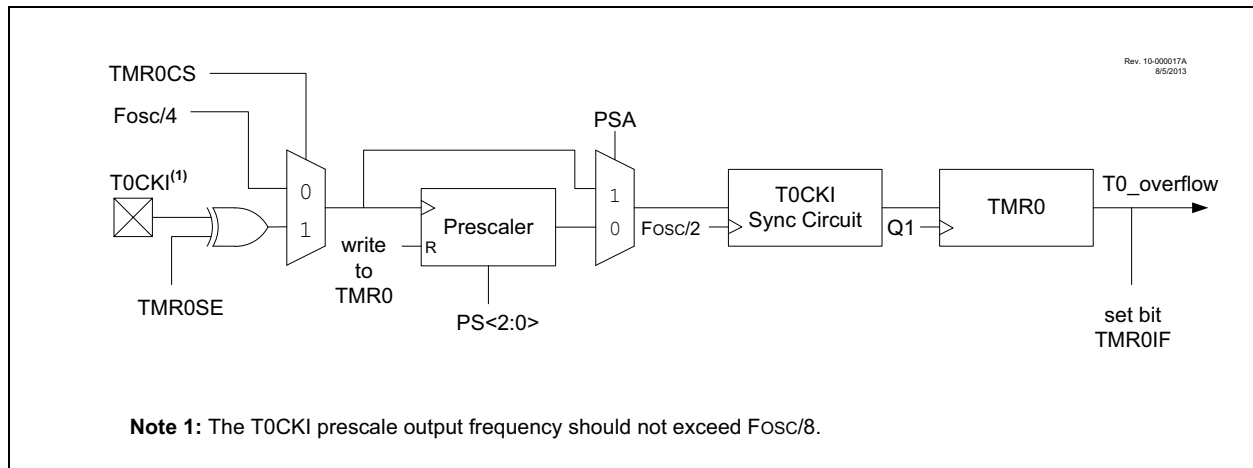 Rev. 10-000017A
8/5/2013
TMR0CS
Fosc/4
PSA
T0CKI(1)
0
1
Prescaler
R
write
to
TMR0
PS<2:0>
TMR0SE
1
0
FOSC/2
T0CKI
Sync Circuit
Q1
TMR0
T0_overflow
set bit
TMR0IF
Note 1: The T0CKI prescale output frequency should not exceed FOSC/8.